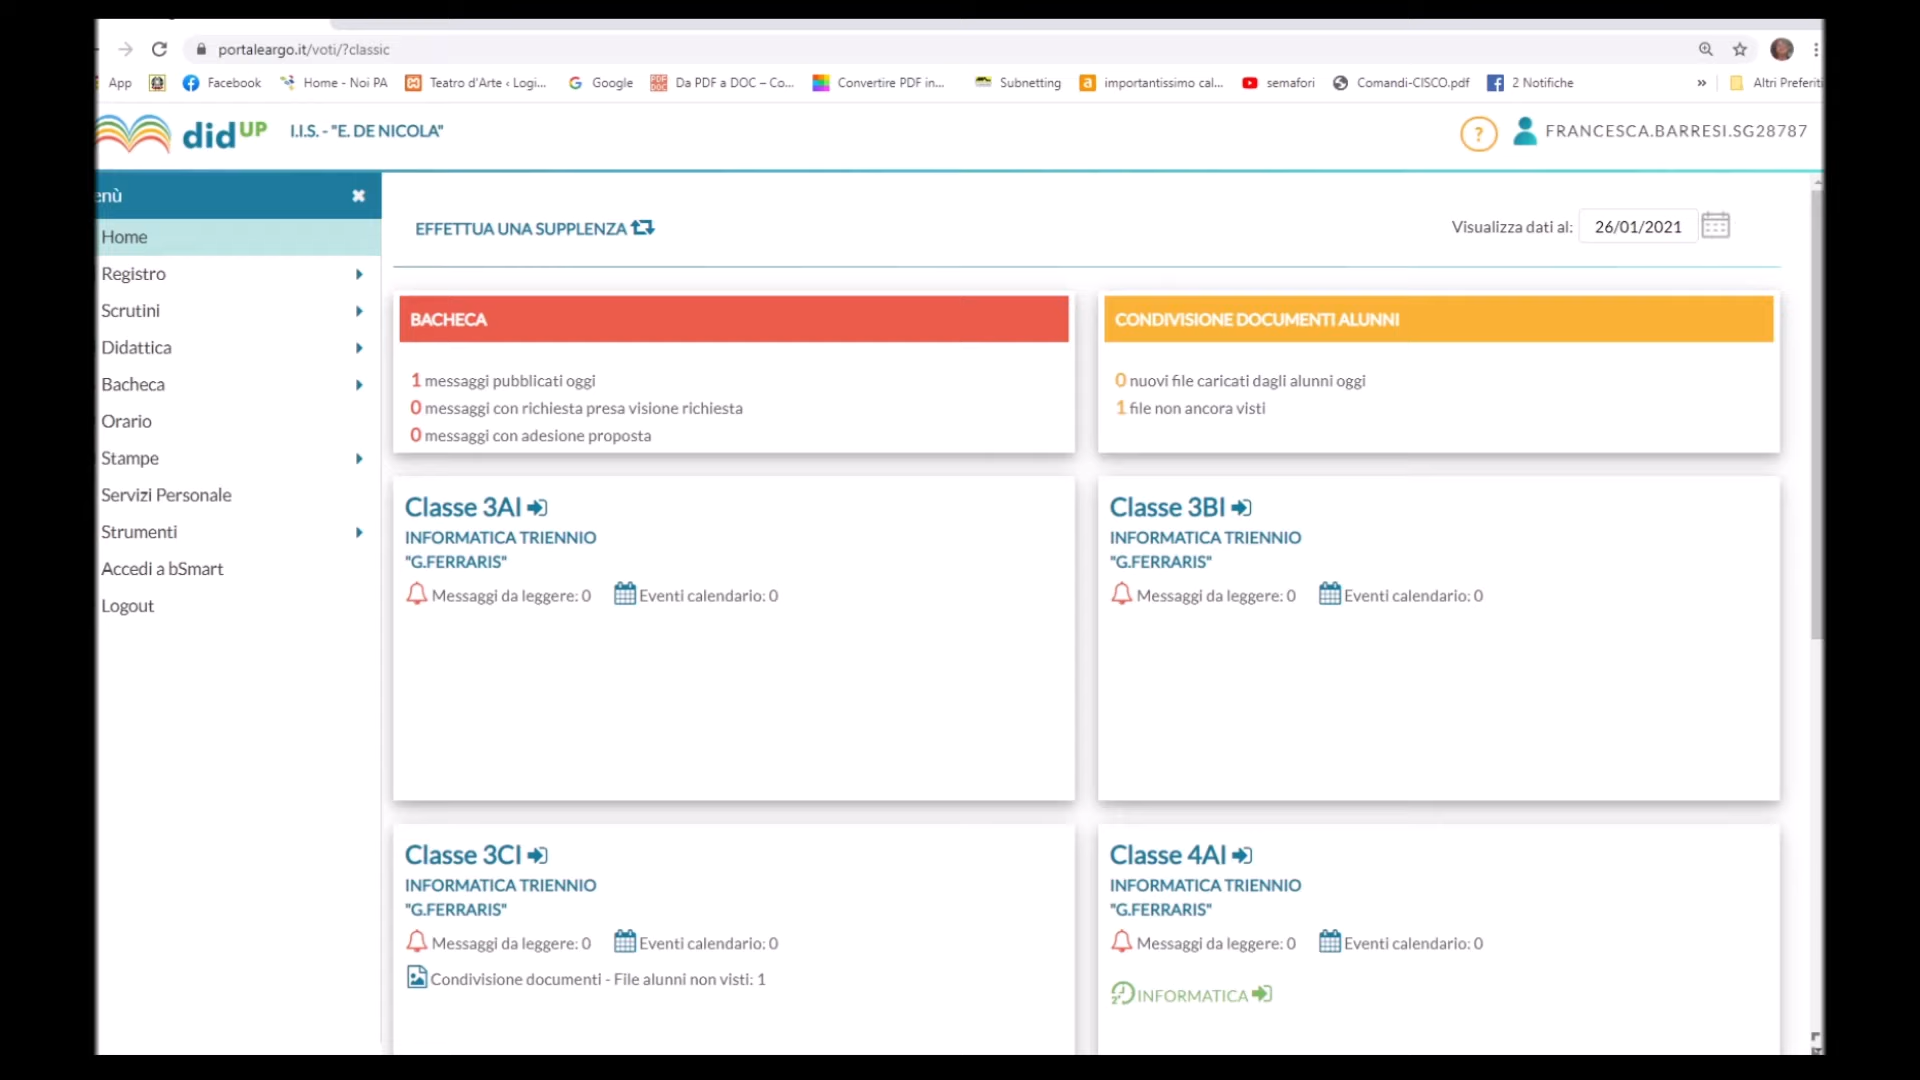 portaleargo.it/voti/?classic
App Facebook Home - Noi PA Teatro d'Arte ‹ Logi... Google Da PDF a DOC – Co... Convertire PDF in... Subnetting importantissimo cal... semafori Comandi-CISCO.pdf 2 Notifiche » Altri Preferiti
didUP I.I.S. - "E. DE NICOLA" ? FRANCESCA.BARRESI.SG28787
enù
Home
Registro
Scrutini
Didattica
Bacheca
Orario
Stampe
Servizi Personale
Strumenti
Accedi a bSmart
Logout
EFFETTUA UNA SUPPLENZA
Visualizza dati al: 26/01/2021
BACHECA
1 messaggi pubblicati oggi
0 messaggi con richiesta presa visione richiesta
0 messaggi con adesione proposta
CONDIVISIONE DOCUMENTI ALUNNI
0 nuovi file caricati dagli alunni oggi
1 file non ancora visti
Classe 3AI
INFORMATICA TRIENNIO
"G.FERRARIS"
Messaggi da leggere: 0 Eventi calendario: 0
Classe 3BI
INFORMATICA TRIENNIO
"G.FERRARIS"
Messaggi da leggere: 0 Eventi calendario: 0
Classe 3CI
INFORMATICA TRIENNIO
"G.FERRARIS"
Messaggi da leggere: 0 Eventi calendario: 0
Condivisione documenti - File alunni non visti: 1
Classe 4AI
INFORMATICA TRIENNIO
"G.FERRARIS"
Messaggi da leggere: 0 Eventi calendario: 0
INFORMATICA